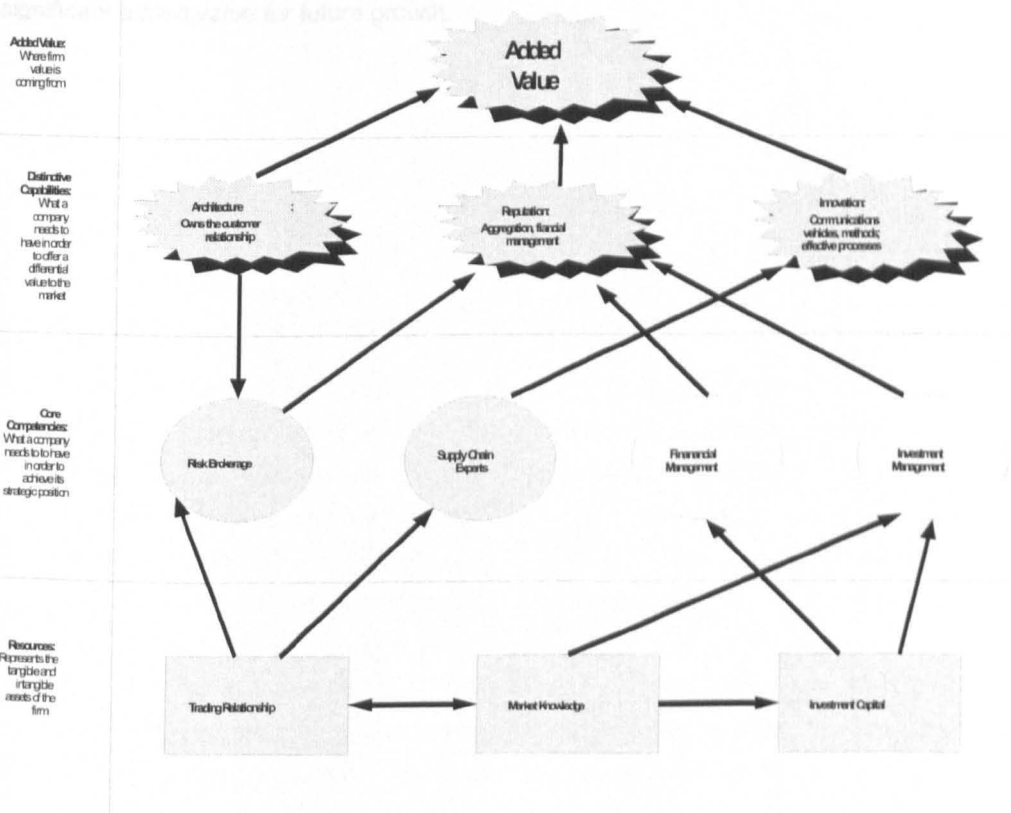 significant added value for future growth
Added Value:
Where firm
value is
coming from
Added
Value
Distinctive
Capabilities:
What a
company
needs to
have in order
to offer a
differential
value to the
market
Architecture
Owns the customer
relationship
Reputation:
Aggregation, financial
management
Innovation:
Communications
vehicles, methods;
effective processes
Core
Competencies:
What a company
needs to to have
in order to
achieve its
strategic position
Risk Brokerage
Supply Chain
Experts
Finanancial
Management
Investment
Management
Resources:
Represents the
tangible and
intangible
assets of the
firm
Trading Relationship
Market Knowledge
Investment Capital